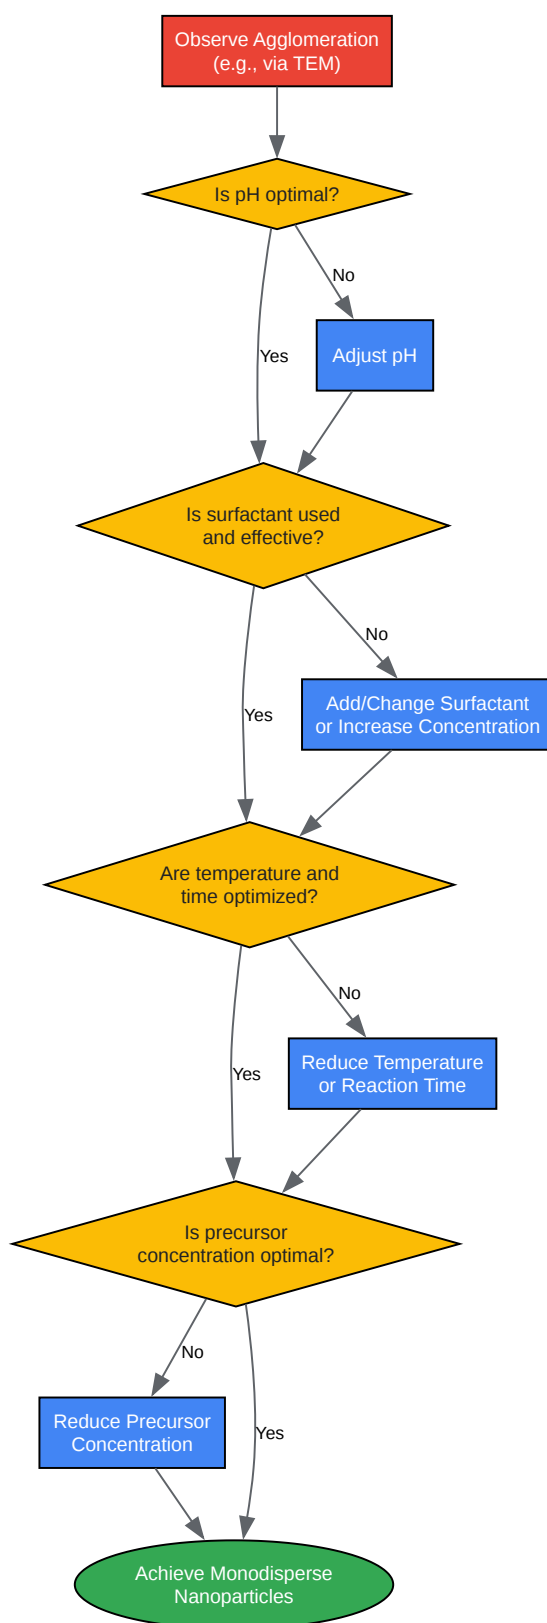 Observe Agglomeration
(e.g., via TEM)
Is pH optimal?
No
Yes
Adjust pH
Is surfactant used
and effective?
No
Yes
Add/Change Surfactant
or Increase Concentration
Are temperature and
time optimized?
No
Yes
Reduce Temperature
or Reaction Time
Is precursor
concentration optimal?
No
Yes
Reduce Precursor
Concentration
Achieve Monodisperse
Nanoparticles